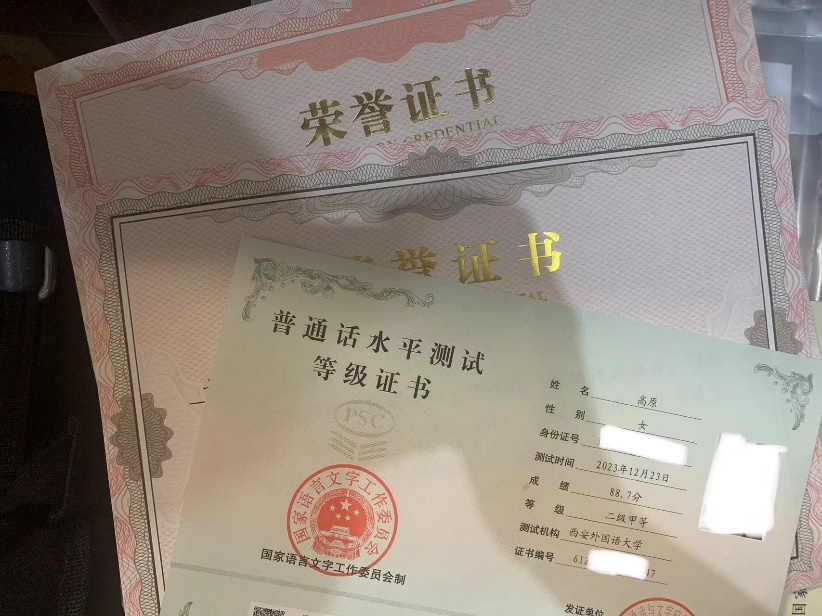 荣誉证书
CREDENTIAL
誉证书
普通话水平测试
等级证书
PSC
国家语言文字工作委员会
国家语言文字工作委员会制
姓 名 高原
性 别 女
身份证号
测试时间 2023年12月23日
成 绩 88.7分
等 级 二级甲等
测试机构 西安外国语大学
证书编号 612 47
发证单位
国家